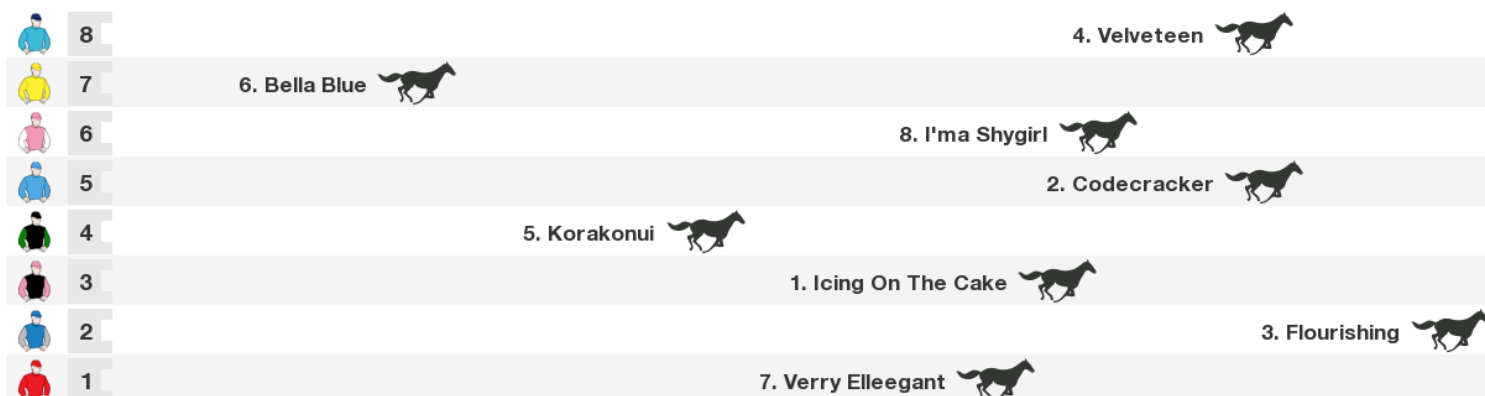 8 4. Velveteen
7 6. Bella Blue
6 8. I'ma Shygirl
5 2. Codecracker
4 5. Korakonui
3 1. Icing On The Cake
2 3. Flourishing
1 7. Verry Elleegant